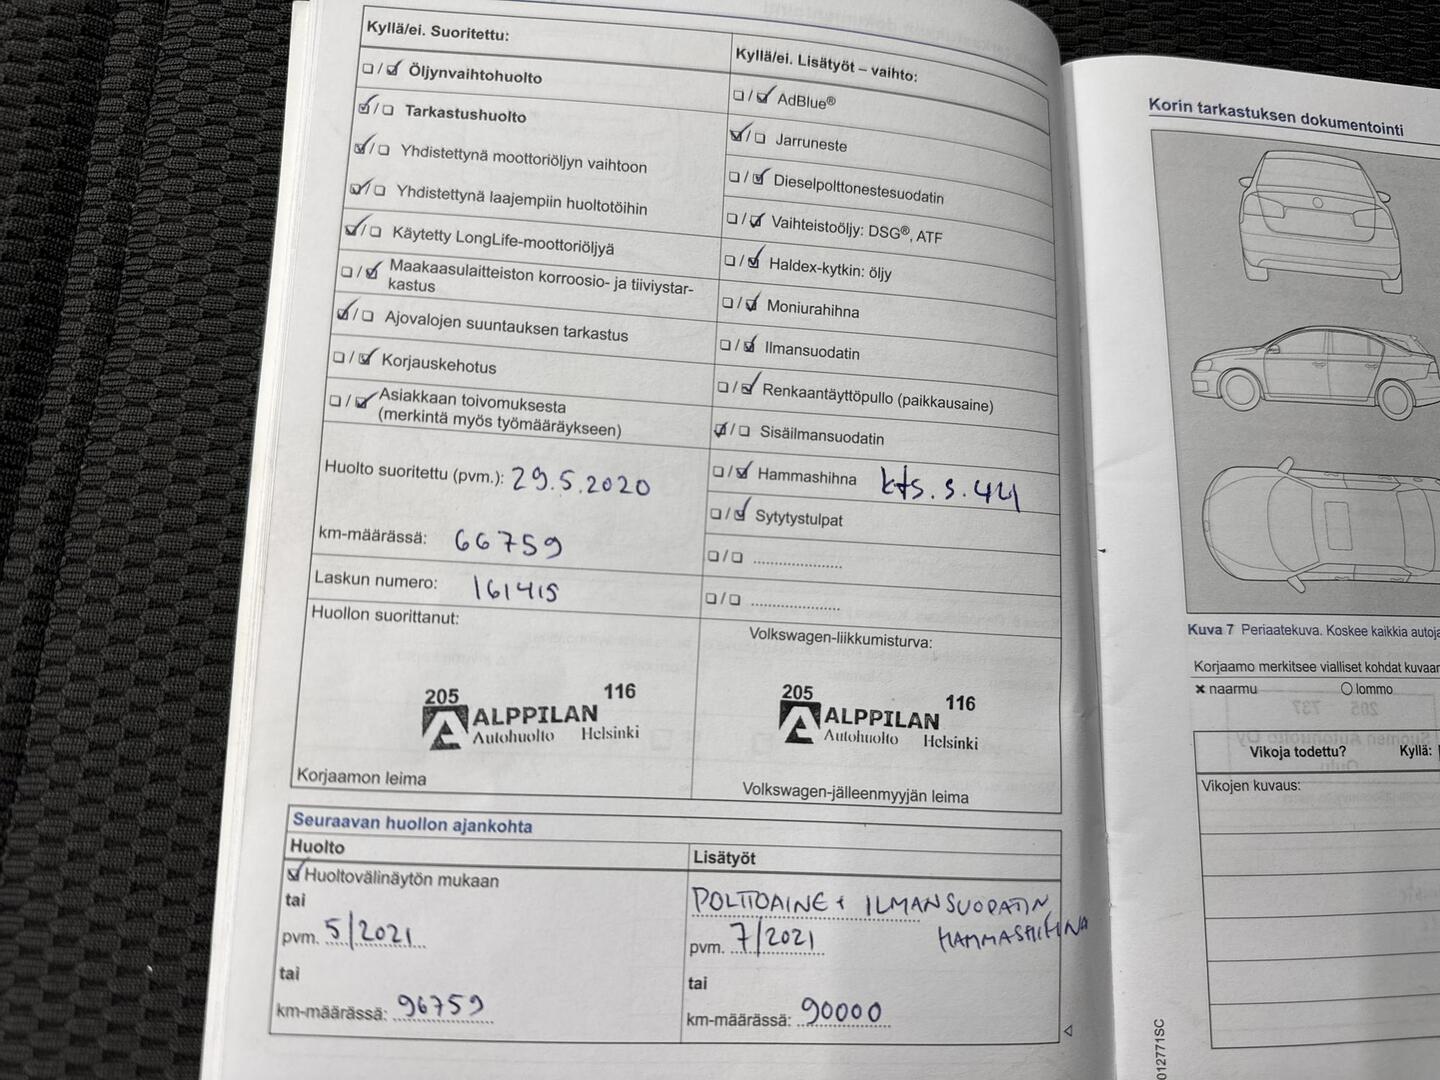 Kyllä/ei. Suoritettu:
☐/☑ Öljynvaihtohuolto
☑/☐ Tarkastushuolto
☑/☐ Yhdistettynä moottoriöljyn vaihtoon
☑/☐ Yhdistettynä laajempiin huoltotöihin
☑/☐ Käytetty LongLife-moottoriöljyä
☐/☑ Maakaasulaitteiston korroosio- ja tiiviystar-
kastus
☑/☐ Ajovalojen suuntauksen tarkastus
☐/☑ Korjauskehotus
☐/☑ Asiakkaan toivomuksesta
(merkintä myös työmääräykseen)
Huolto suoritettu (pvm.): 29.5.2020
km-määrässä: 66759
Laskun numero: 161415
Huollon suorittanut:
205 116
ALPPILAN
Autohuolto Helsinki
Korjaamon leima
Kyllä/ei. Lisätyöt – vaihto:
☐/☑ AdBlue®
☑/☐ Jarruneste
☐/☑ Dieselpolttonestesuodatin
☐/☑ Vaihteistoöljy: DSG®, ATF
☐/☑ Haldex-kytkin: öljy
☐/☑ Moniurahihna
☐/☑ Ilmansuodatin
☐/☑ Renkaantäyttöpullo (paikkausaine)
☑/☐ Sisäilmansuodatin
☐/☑ Hammashihna kts. s. 44
☐/☑ Sytytystulpat
☐/☐ ....................
☐/☐ ....................
Volkswagen-liikkumisturva:
205 116
ALPPILAN
Autohuolto Helsinki
Volkswagen-jälleenmyyjän leima
Seuraavan huollon ajankohta
Huolto
☑ Huoltovälinäytön mukaan
tai
pvm. 5/2021
tai
km-määrässä: 96759
Lisätyöt
POLTTOAINE + ILMANSUODATIN
HAMMASHIHNA
pvm. 7/2021
tai
km-määrässä: 90000
Korin tarkastuksen dokumentointi
Kuva 7 Periaatekuva. Koskee kaikkia
Korjaamo merkitsee vialliset kohdat
x naarmu O lommo
Vikoja todettu? Kyllä:
Vikojen kuvaus:
012771SC